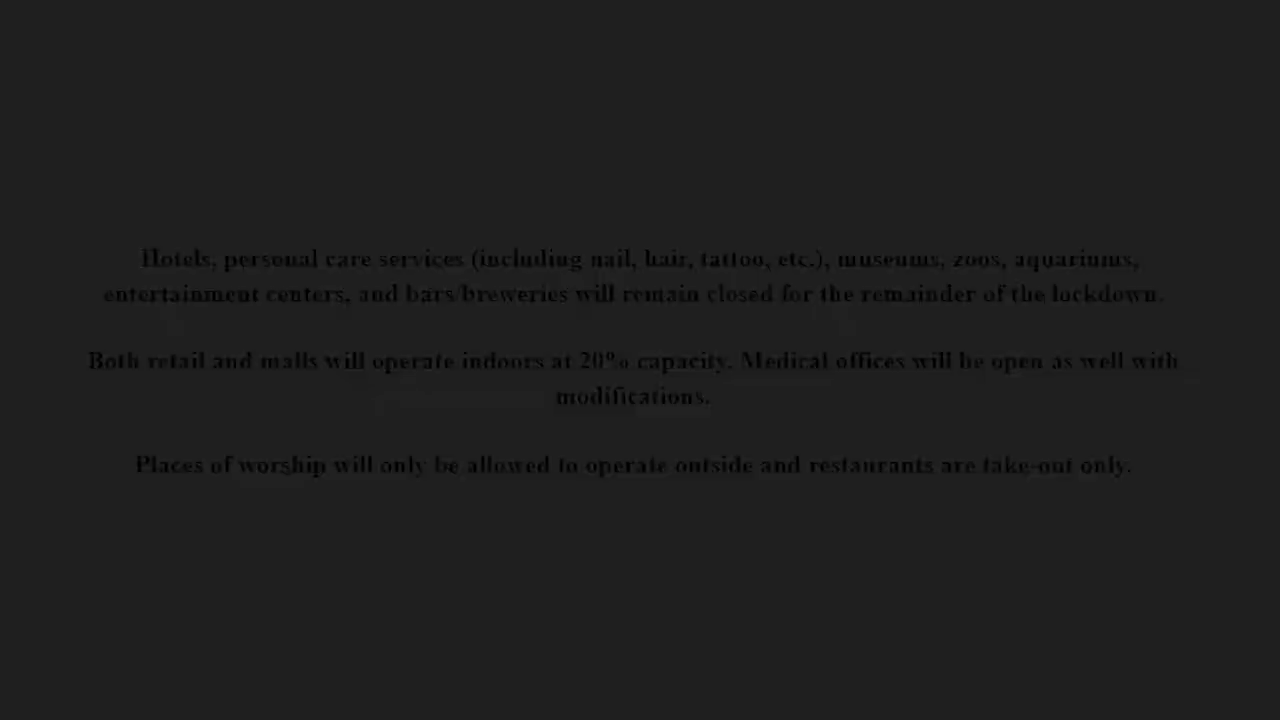 Hotels, personal care services (including nail, hair, tattoo, etc.), museums, zoos, aquariums,
entertainment centers, and bars/breweries will remain closed for the remainder of the lockdown.
Both retail and malls will operate indoors at 20% capacity. Medical offices will be open as well with
modifications.
Places of worship will only be allowed to operate outside and restaurants are take-out only.